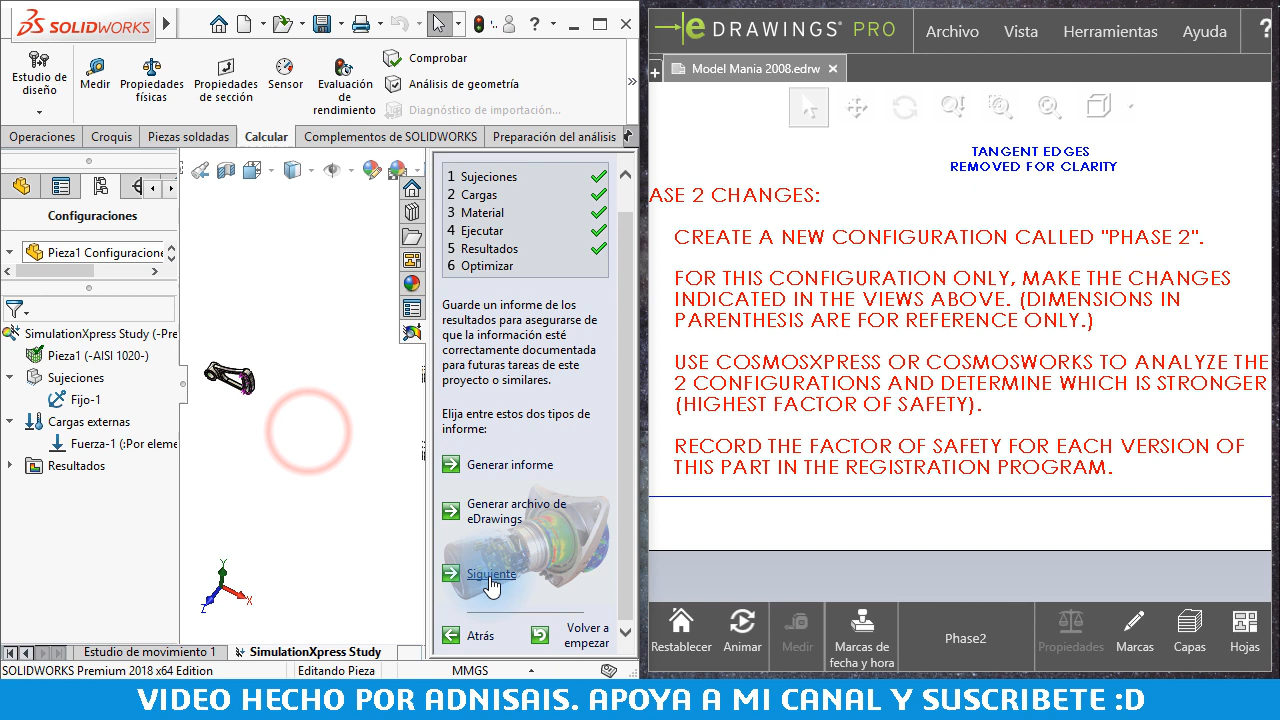 SOLIDWORKS
Estudio de
diseño
Medir
Propiedades
físicas
Propiedades
de sección
Sensor
Evaluación
de
rendimiento
Comprobar
Análisis de geometría
Diagnóstico de importación...
Operaciones
Croquis
Piezas soldadas
Calcular
Complementos de SOLIDWORKS
Preparación del análisis
Configuraciones
Pieza1 Configuracione
SimulationXpress Study (-Pre
Pieza1 (-AISI 1020-)
Sujeciones
Fijo-1
Cargas externas
Fuerza-1 (:Por eleme
Resultados
Y
X
Z
1 Sujeciones
2 Cargas
3 Material
4 Ejecutar
5 Resultados
6 Optimizar
Guarde un informe de los
resultados para asegurarse de
que la información esté
correctamente documentada
para futuras tareas de este
proyecto o similares.
Elija entre estos dos tipos de
informe:
Generar informe
Generar archivo de
eDrawings
Siguiente
Atrás
Volver a
empezar
Estudio de movimiento 1
SimulationXpress Study
SOLIDWORKS Premium 2018 x64 Edition
Editando Pieza
MMGS
eDRAWINGS® PRO
Archivo
Vista
Herramientas
Ayuda
?
Model Mania 2008.edrw
TANGENT EDGES
REMOVED FOR CLARITY
ASE 2 CHANGES:
CREATE A NEW CONFIGURATION CALLED "PHASE 2".
FOR THIS CONFIGURATION ONLY, MAKE THE CHANGES
INDICATED IN THE VIEWS ABOVE. (DIMENSIONS IN
PARENTHESIS ARE FOR REFERENCE ONLY.)
USE COSMOSXPRESS OR COSMOSWORKS TO ANALYZE THE
2 CONFIGURATIONS AND DETERMINE WHICH IS STRONGER
(HIGHEST FACTOR OF SAFETY).
RECORD THE FACTOR OF SAFETY FOR EACH VERSION OF
THIS PART IN THE REGISTRATION PROGRAM.
Restablecer
Animar
Medir
Marcas de
fecha y hora
Phase2
Propiedades
Marcas
Capas
Hojas
VIDEO HECHO POR ADNISAIS. APOYA A MI CANAL Y SUSCRIBETE :D